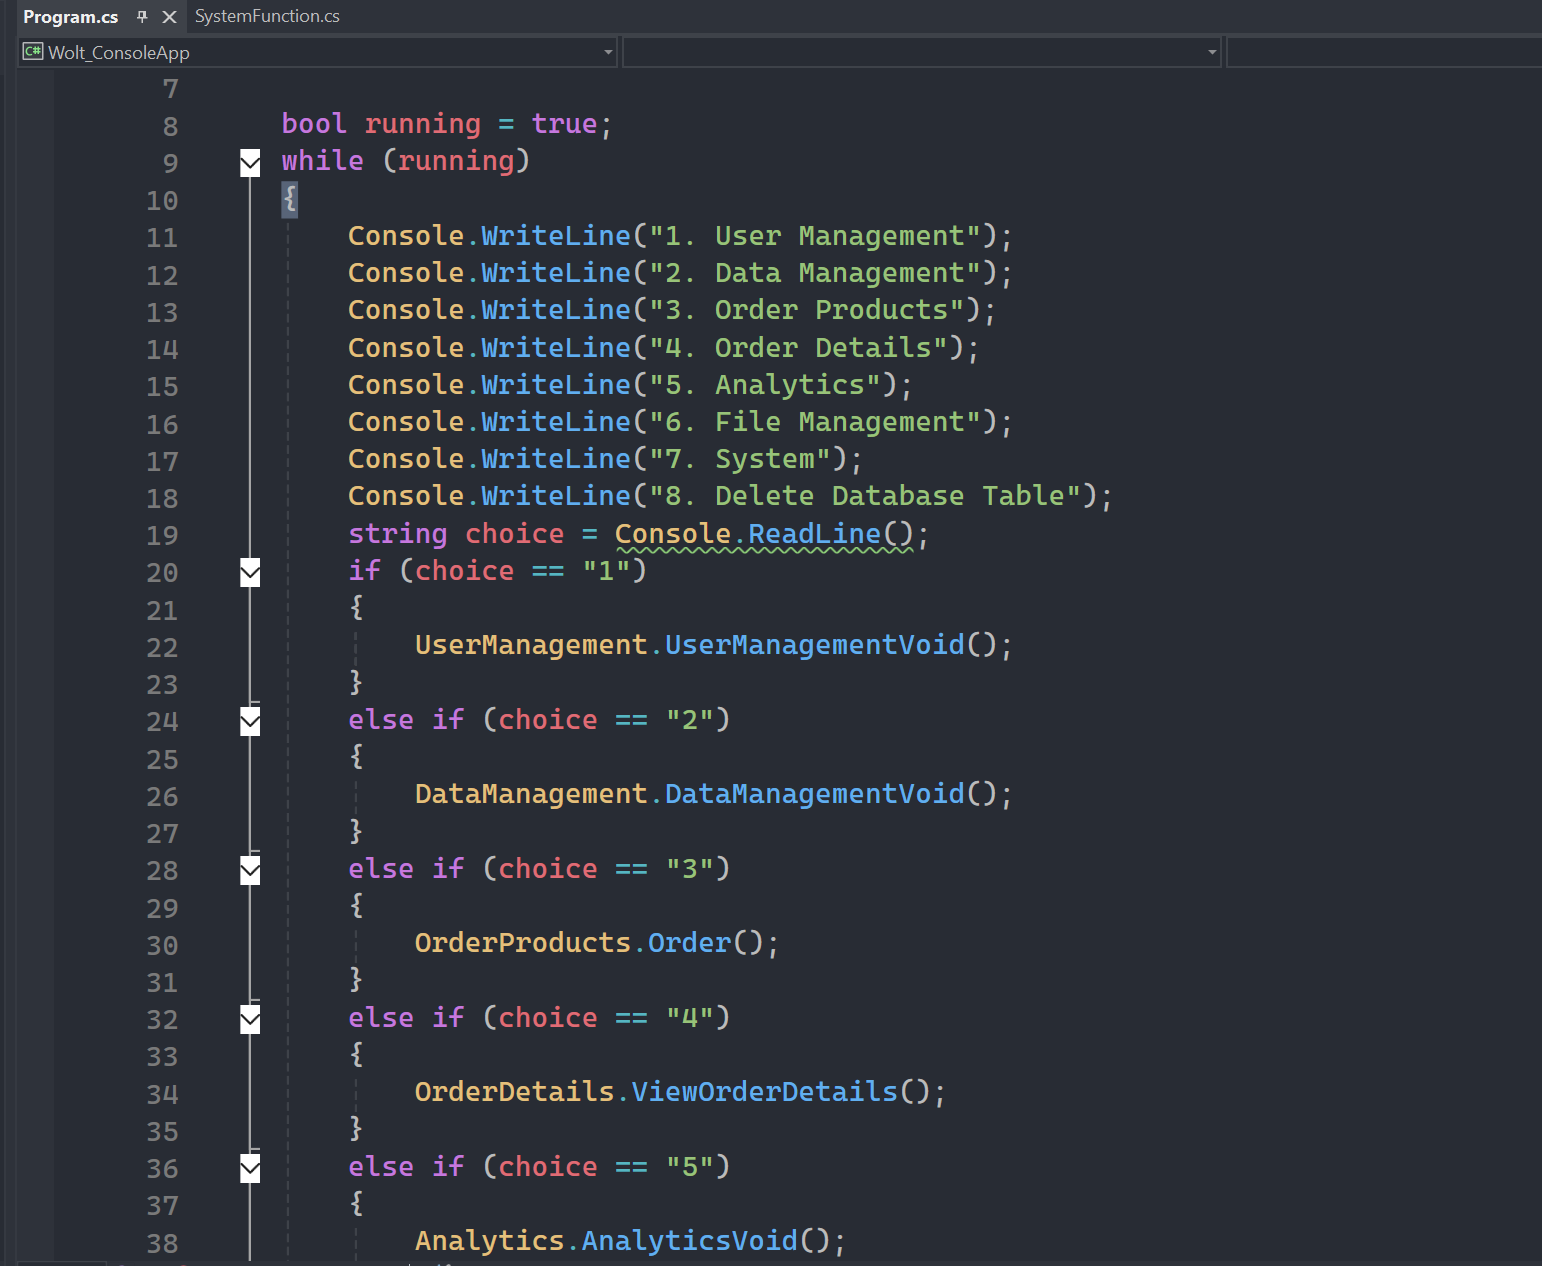 Program.cs
SystemFunction.cs
C# Wolt_ConsoleApp
7
8 bool running = true;
9 while (running)
10 {
11 Console.WriteLine("1. User Management");
12 Console.WriteLine("2. Data Management");
13 Console.WriteLine("3. Order Products");
14 Console.WriteLine("4. Order Details");
15 Console.WriteLine("5. Analytics");
16 Console.WriteLine("6. File Management");
17 Console.WriteLine("7. System");
18 Console.WriteLine("8. Delete Database Table");
19 string choice = Console.ReadLine();
20 if (choice == "1")
21 {
22 UserManagement.UserManagementVoid();
23 }
24 else if (choice == "2")
25 {
26 DataManagement.DataManagementVoid();
27 }
28 else if (choice == "3")
29 {
30 OrderProducts.Order();
31 }
32 else if (choice == "4")
33 {
34 OrderDetails.ViewOrderDetails();
35 }
36 else if (choice == "5")
37 {
38 Analytics.AnalyticsVoid();